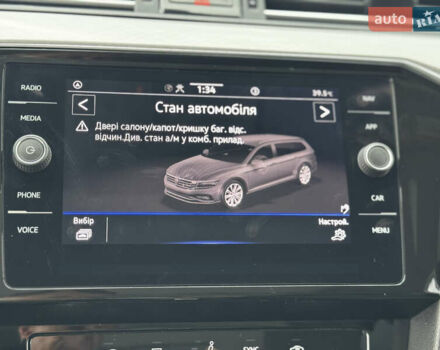 auto RIA
RADIO
1:34
39.5°C
NAV
Стан автомобіля
MEDIA
APP
Двері салону/капот/кришку баг. відс.
відчин.Див. стан а/м у комб. прилад.
PHONE
CAR
Вибір
Настрой.
VOICE
MENU